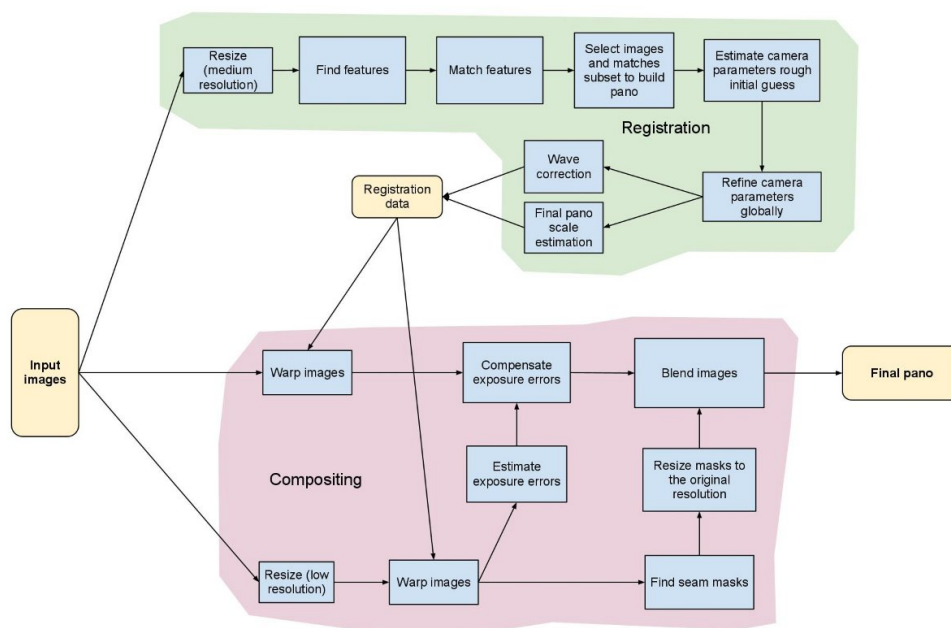 Resize
(medium
resolution)
Find features
Match features
Select images
and matches
subset to build
pano
Estimate camera
parameters rough
initial guess
Registration
Wave
correction
Refine camera
parameters
globally
Final pano
scale
estimation
Registration
data
Input
images
Warp images
Compensate
exposure errors
Blend images
Final pano
Estimate
exposure errors
Resize masks to
the original
resolution
Compositing
Resize (low
resolution)
Warp images
Find seam masks